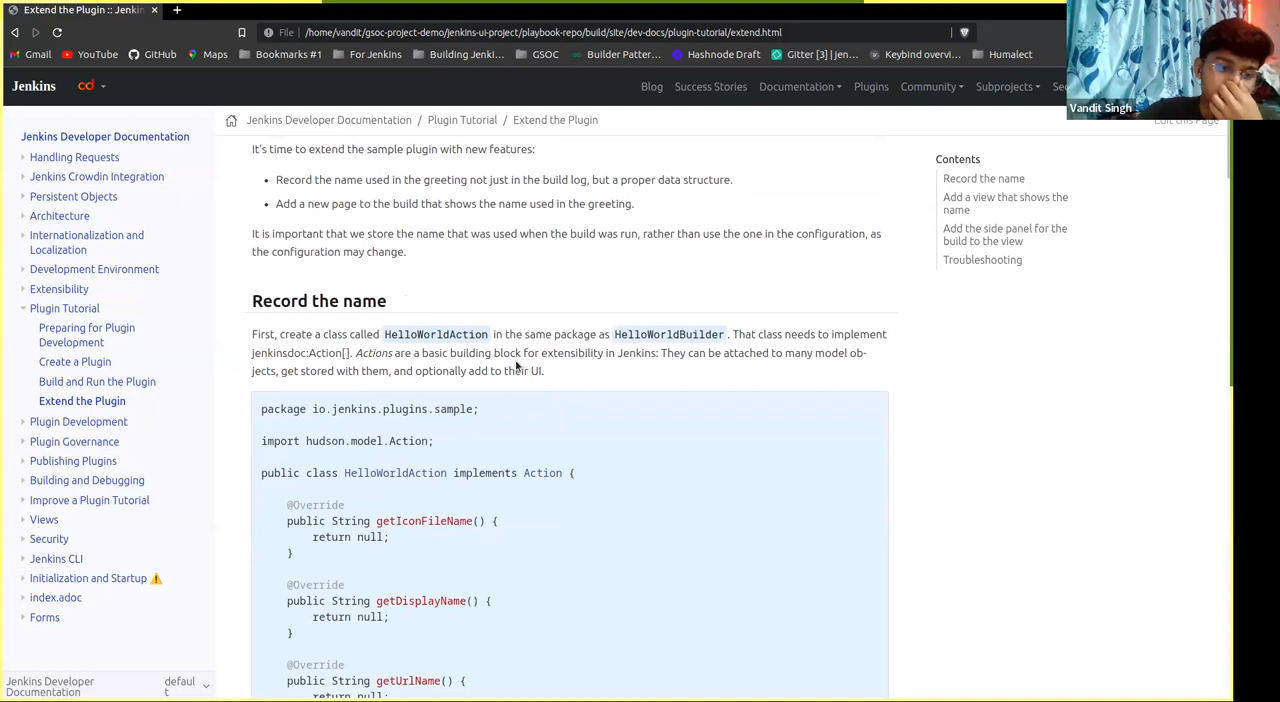 Extend the Plugin :: Jenkin
File
/home/vandit/gsoc-project-demo/jenkins-ui-project/playbook-repo/build/site/dev-docs/plugin-tutorial/extend.html
Gmail YouTube GitHub Maps Bookmarks #1 For Jenkins Building Jenki... GSOC Builder Patter... Hashnode Draft Gitter [3] | jen... Keybind overvi... Humalect
Vandit Singh
Jenkins cd Blog Success Stories Documentation Plugins Community Subprojects
Jenkins Developer Documentation / Plugin Tutorial / Extend the Plugin
Edit this Page
Jenkins Developer Documentation
Handling Requests
Jenkins Crowdin Integration
Persistent Objects
Architecture
Internationalization and
Localization
Development Environment
Extensibility
Plugin Tutorial
Preparing for Plugin
Development
Create a Plugin
Build and Run the Plugin
Extend the Plugin
Plugin Development
Plugin Governance
Publishing Plugins
Building and Debugging
Improve a Plugin Tutorial
Views
Security
Jenkins CLI
Initialization and Startup ⚠️
index.adoc
Forms
Jenkins Developer
Documentation
defaul
t
It's time to extend the sample plugin with new features:
• Record the name used in the greeting not just in the build log, but a proper data structure.
• Add a new page to the build that shows the name used in the greeting.
It is important that we store the name that was used when the build was run, rather than use the one in the configuration, as
the configuration may change.
Record the name
First, create a class called HelloWorldAction in the same package as HelloWorldBuilder. That class needs to implement
jenkinsdoc:Action[]. Actions are a basic building block for extensibility in Jenkins: They can be attached to many model ob-
jects, get stored with them, and optionally add to their UI.
package io.jenkins.plugins.sample;
import hudson.model.Action;
public class HelloWorldAction implements Action {
@Override
public String getIconFileName() {
return null;
}
@Override
public String getDisplayName() {
return null;
}
@Override
public String getUrlName() {
return null;
Contents
Record the name
Add a view that shows the
name
Add the side panel for the
build to the view
Troubleshooting